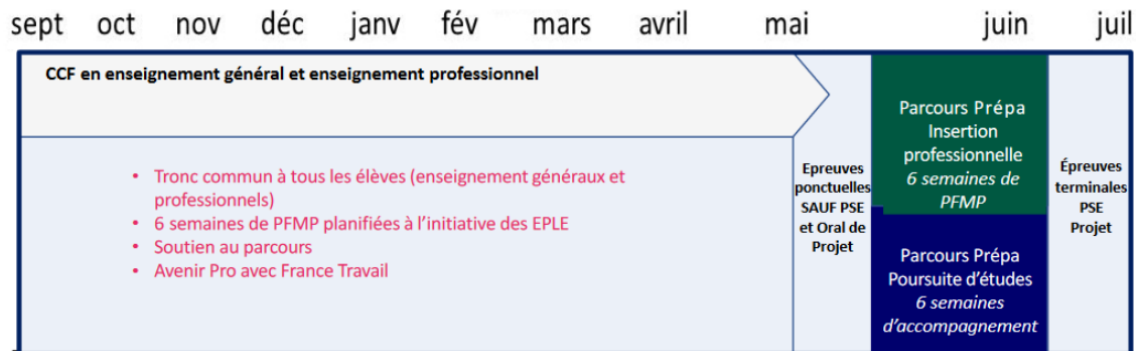 sept oct nov déc janv fév mars avril mai juin juil
CCF en enseignement général et enseignement professionnel
• Tronc commun à tous les élèves (enseignement généraux et
professionnels)
• 6 semaines de PFMP planifiées à l'initiative des EPLE
• Soutien au parcours
• Avenir Pro avec France Travail
Epreuves
ponctuelles
SAUF PSE
et Oral de
Projet
Parcours Prépa
Insertion
professionnelle
6 semaines de
PFMP
Parcours Prépa
Poursuite d'études
6 semaines
d'accompagnement
Épreuves
terminales
PSE
Projet